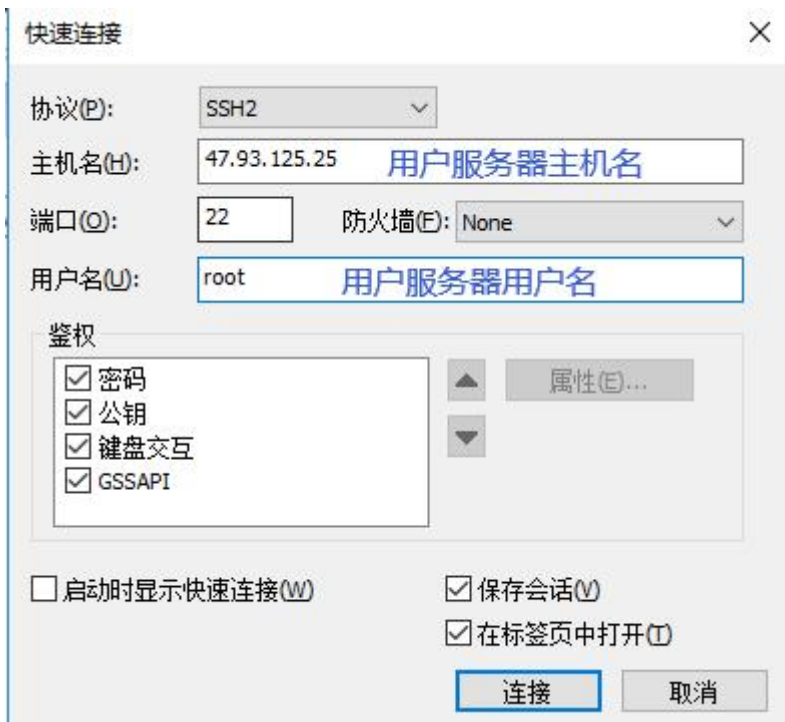 快速连接
协议(P): SSH2
主机名(H): 47.93.125.25 用户服务器主机名
端口(O): 22 防火墙(F): None
用户名(U): root 用户服务器用户名
鉴权
密码 属性(E)...
公钥
键盘交互
GSSAPI
启动时显示快速连接(W) 保存会话(V)
在标签页中打开(T)
连接 取消